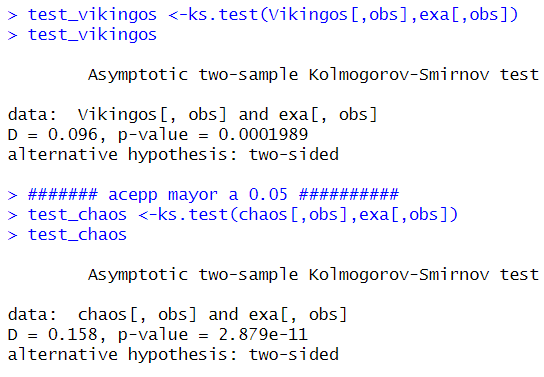 > test_vikingos <-ks.test(Vikingos[,obs],exa[,obs])
> test_vikingos
Asymptotic two-sample Kolmogorov-Smirnov test
data:  Vikingos[, obs] and exa[, obs]
D = 0.096, p-value = 0.0001989
alternative hypothesis: two-sided
> ####### acepp mayor a 0.05 ##########
> test_chaos <-ks.test(chaos[,obs],exa[,obs])
> test_chaos
Asymptotic two-sample Kolmogorov-Smirnov test
data:  chaos[, obs] and exa[, obs]
D = 0.158, p-value = 2.879e-11
alternative hypothesis: two-sided